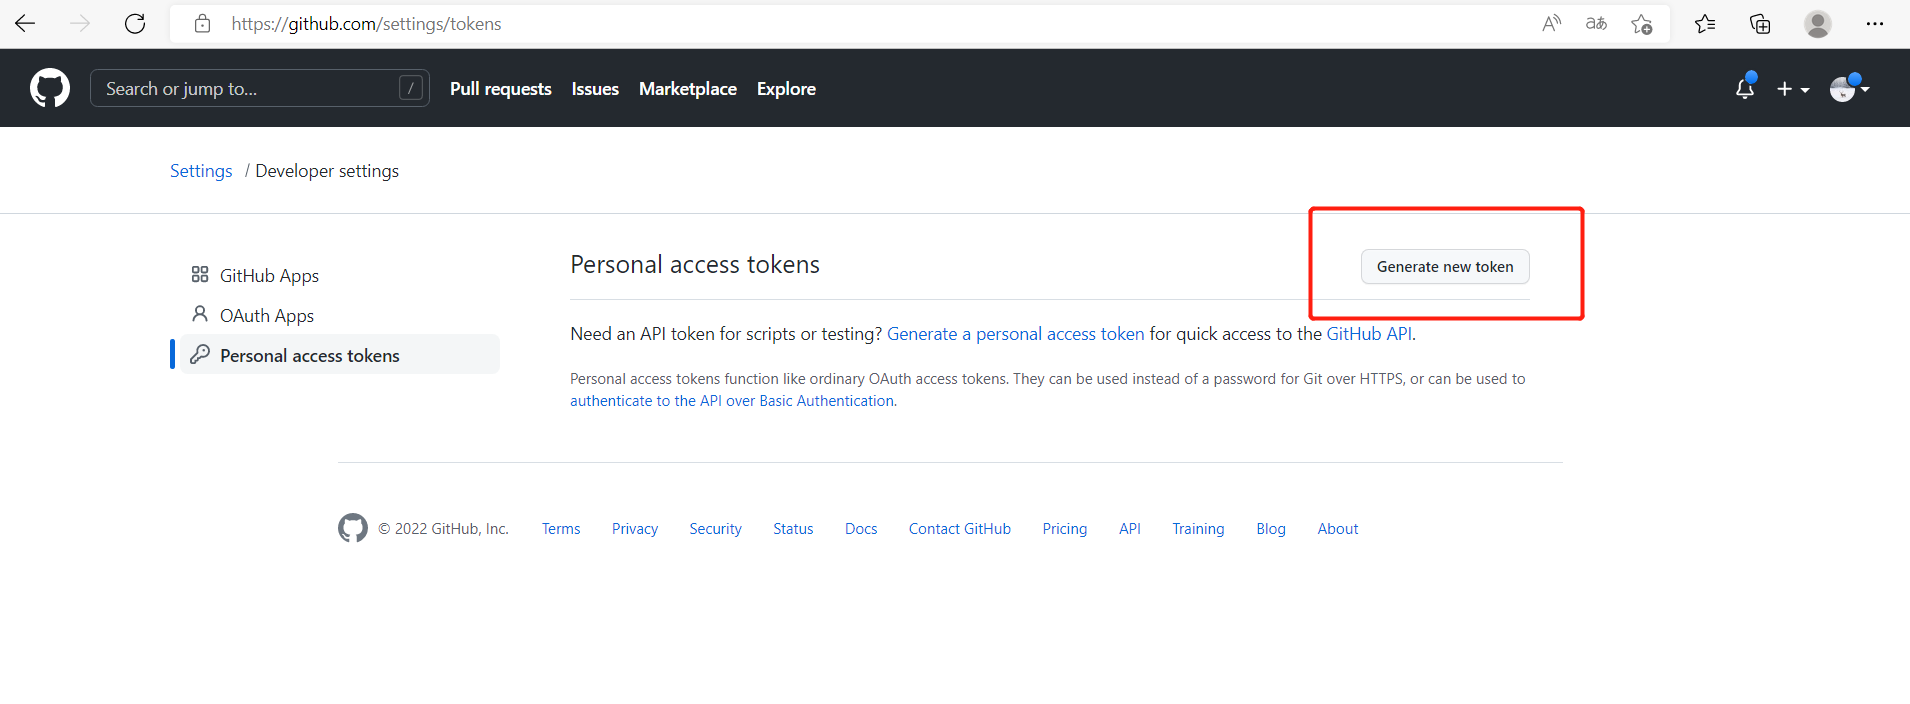 https://github.com/settings/tokens
Search or jump to... / Pull requests Issues Marketplace Explore
Settings / Developer settings
Personal access tokens Generate new token
GitHub Apps
OAuth Apps
Personal access tokens
Need an API token for scripts or testing? Generate a personal access token for quick access to the GitHub API.
Personal access tokens function like ordinary OAuth access tokens. They can be used instead of a password for Git over HTTPS, or can be used to
authenticate to the API over Basic Authentication.
© 2022 GitHub, Inc. Terms Privacy Security Status Docs Contact GitHub Pricing API Training Blog About